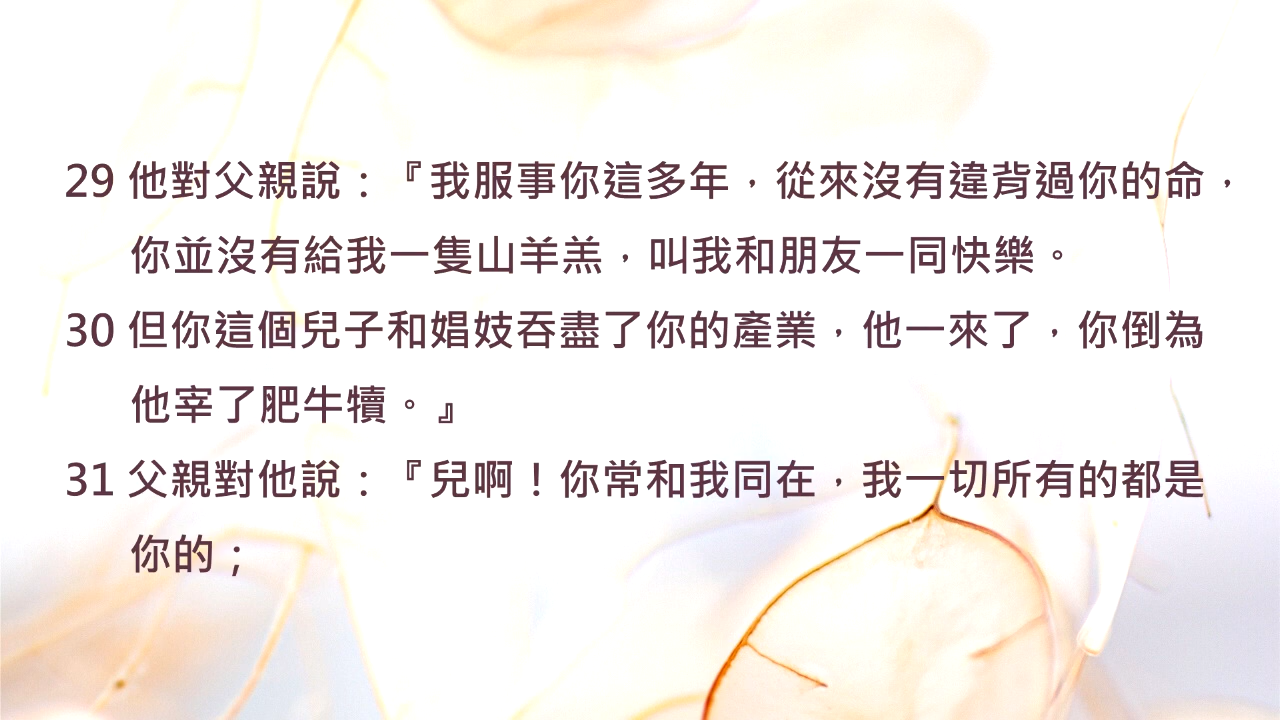 29 他對父親說：『我服事你這多年，從來沒有違背過你的命，
你並沒有給我一隻山羊羔，叫我和朋友一同快樂。
30 但你這個兒子和娼妓吞盡了你的產業，他一來了，你倒為
他宰了肥牛犢。』
31 父親對他說：『兒啊！你常和我同在，我一切所有的都是
你的；